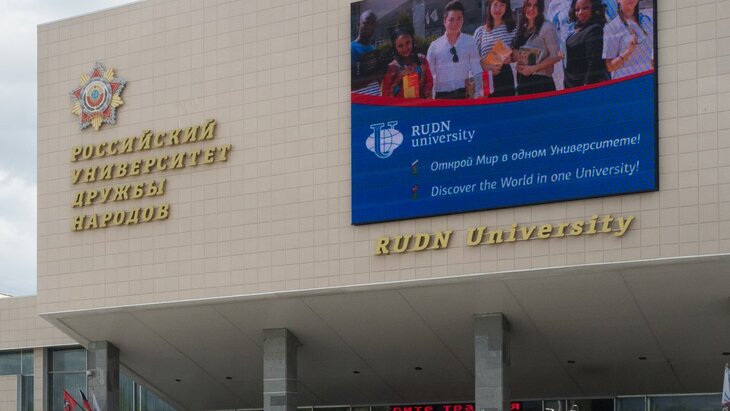 РОССИЙСКИЙ
УНИВЕРСИТЕТ
ДРУЖБЫ
НАРОДОВ
RUDN
university
Открой Мир в одном Университете!
Discover the World in one University!
RUDN University